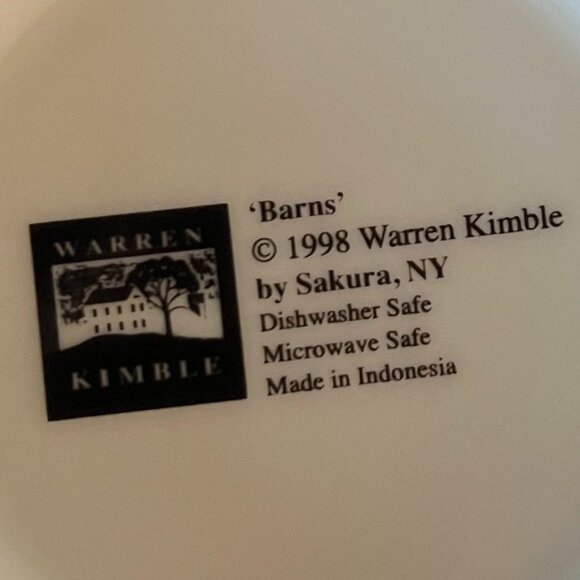 WARREN
KIMBLE
‘Barns’
© 1998 Warren Kimble
by Sakura, NY
Dishwasher Safe
Microwave Safe
Made in Indonesia